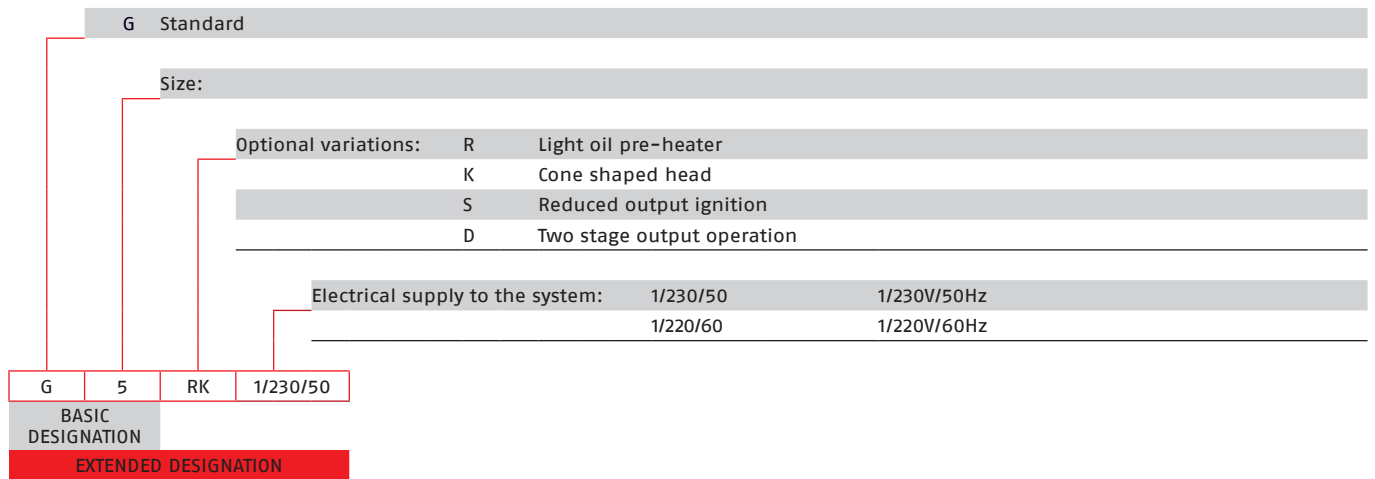 G Standard
Size:
Optional variations: R Light oil pre-heater
K Cone shaped head
S Reduced output ignition
D Two stage output operation
Electrical supply to the system: 1/230/50 1/230V/50Hz
1/220/60 1/220V/60Hz
G 5 RK 1/230/50
BASIC
DESIGNATION
EXTENDED DESIGNATION